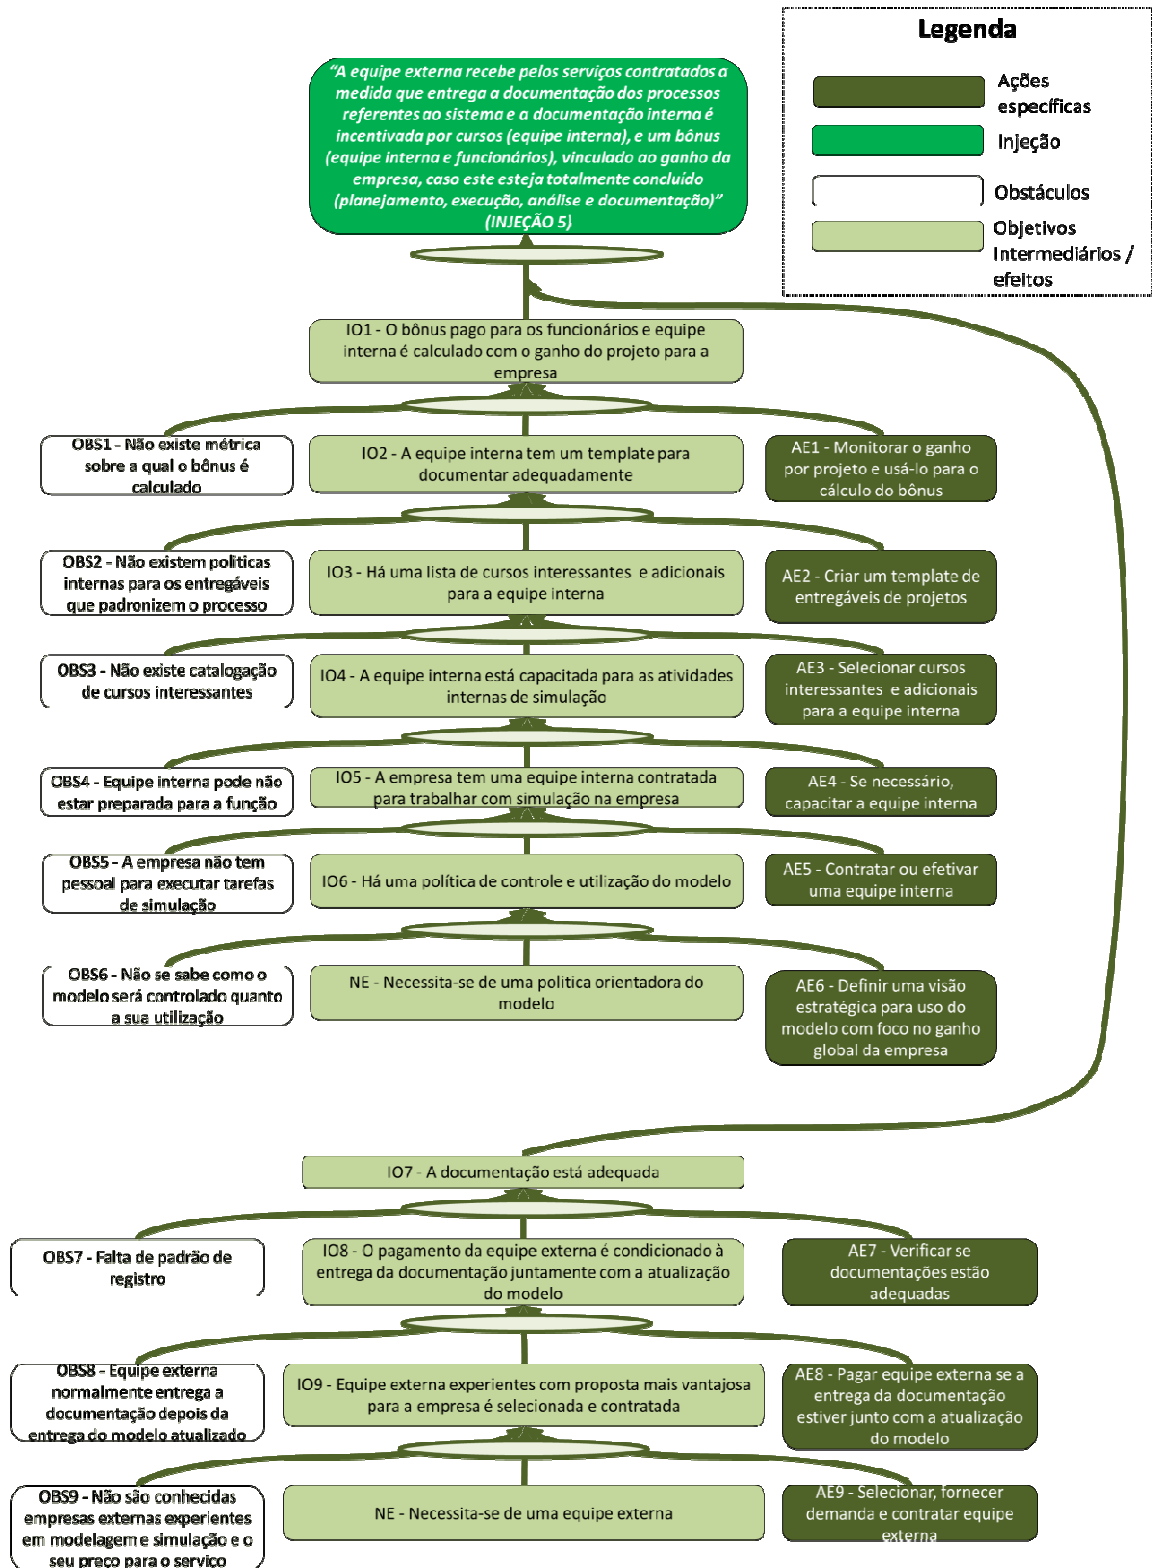 Legenda
Ações
específicas
Injeção
Obstáculos
Objetivos
Intermediários /
efeitos
“A equipe externa recebe pelos serviços contratados a
medida que entrega a documentação dos processos
referentes ao sistema e a documentação interna é
incentivada por cursos (equipe interna), e um bônus
(equipe interna e funcionários), vinculado ao ganho da
empresa, caso este esteja totalmente concluído
(planejamento, execução, análise e documentação)”
(INJEÇÃO 5)
IO1 - O bônus pago para os funcionários e equipe
interna é calculado com o ganho do projeto para a
empresa
OBS1 - Não existe métrica
sobre a qual o bônus é
calculado
IO2 - A equipe interna tem um template para
documentar adequadamente
AE1 - Monitorar o ganho
por projeto e usá-lo para o
cálculo do bônus
OBS2 - Não existem políticas
internas para os entregáveis
que padronizem o processo
IO3 - Há uma lista de cursos interessantes e adicionais
para a equipe interna
AE2 - Criar um template de
entregáveis de projetos
OBS3 - Não existe catalogação
de cursos interessantes
IO4 - A equipe interna está capacitada para as atividades
internas de simulação
AE3 - Selecionar cursos
interessantes e adicionais
para a equipe interna
OBS4 - Equipe interna pode não
estar preparada para a função
IO5 - A empresa tem uma equipe interna contratada
para trabalhar com simulação na empresa
AE4 - Se necessário,
capacitar a equipe interna
OBS5 - A empresa não tem
pessoal para executar tarefas
de simulação
IO6 - Há uma política de controle e utilização do modelo
AE5 - Contratar ou efetivar
uma equipe interna
OBS6 - Não se sabe como o
modelo será controlado quanto
a sua utilização
NE - Necessita-se de uma politica orientadora do
modelo
AE6 - Definir uma visão
estratégica para uso do
modelo com foco no ganho
global da empresa
IO7 - A documentação está adequada
OBS7 - Falta de padrão de
registro
IO8 - O pagamento da equipe externa é condicionado à
entrega da documentação juntamente com a atualização
do modelo
AE7 - Verificar se
documentações estão
adequadas
OBS8 - Equipe externa
normalmente entrega a
documentação depois da
entrega do modelo atualizado
IO9 - Equipe externa experientes com proposta mais vantajosa
para a empresa é selecionada e contratada
AE8 - Pagar equipe externa se a
entrega da documentação
estiver junto com a atualização
do modelo
OBS9 - Não são conhecidas
empresas externas experientes
em modelagem e simulação e o
seu preço para o serviço
NE - Necessita-se de uma equipe externa
AE9 - Selecionar, fornecer
demanda e contratar equipe
externa